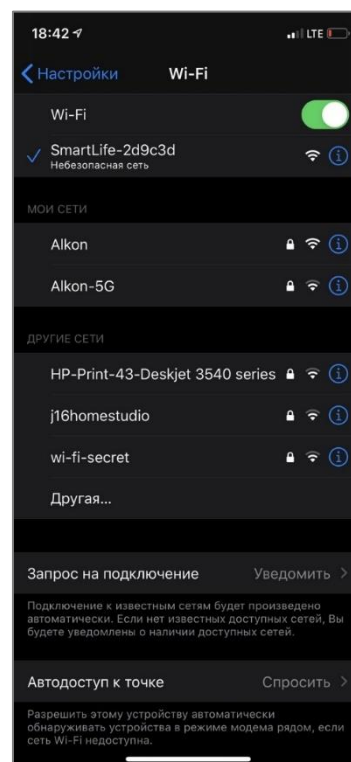 18:42 LTE
Настройки Wi-Fi
Wi-Fi
SmartLife-2d9c3d
Небезопасная сеть
МОИ СЕТИ
Alkon
Alkon-5G
ДРУГИЕ СЕТИ
HP-Print-43-Deskjet 3540 series
j16homestudio
wi-fi-secret
Другая...
Запрос на подключение Уведомить
Подключение к известным сетям будет произведено
автоматически. Если нет известных доступных сетей, Вы
будете уведомлены о наличии доступных сетей.
Автодоступ к точке Спросить
Разрешить этому устройству автоматически
обнаруживать устройства в режиме модема рядом, если
сеть Wi-Fi недоступна.